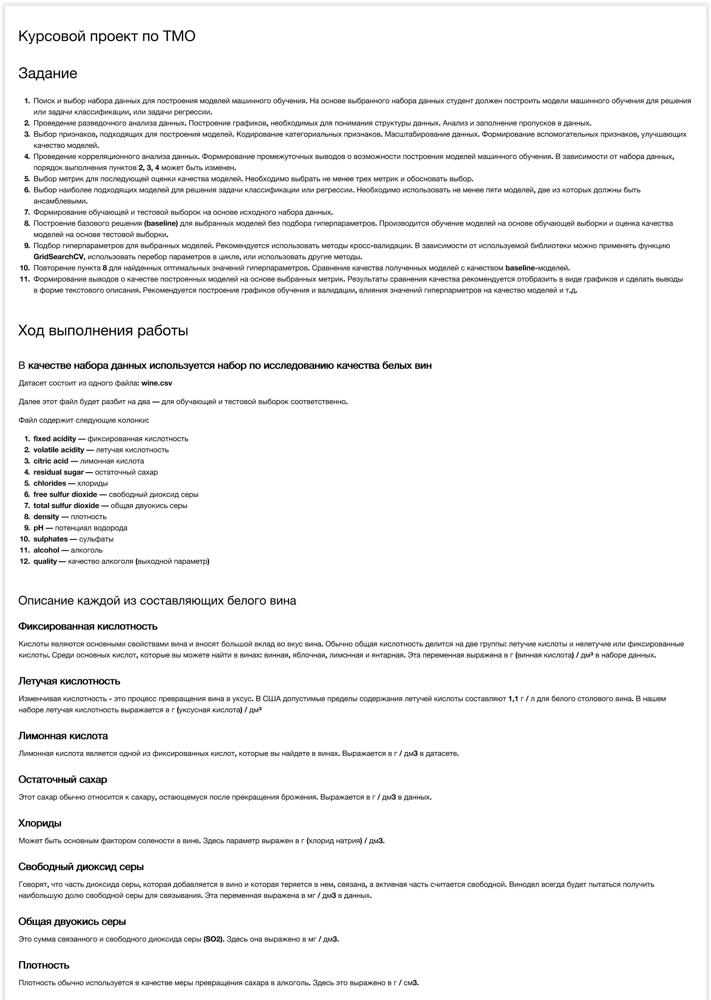 Курсовой проект по ТМО
Задание
1. Поиск и выбор набора данных для построения моделей машинного обучения. На основе выбранного набора данных студент должен построить модели машинного обучения для решения
или задачи классификации, или задачи регрессии.
2. Проведение разведочного анализа данных. Построение графиков, необходимых для понимания структуры данных. Анализ и заполнение пропусков в данных.
3. Выбор признаков, подходящих для построения моделей. Кодирование категориальных признаков. Масштабирование данных. Формирование вспомогательных признаков, улучшающих
качество моделей.
4. Проведение корреляционного анализа данных. Формирование промежуточных выводов о возможности построения моделей машинного обучения. В зависимости от набора данных,
порядок выполнения пунктов 2, 3, 4 может быть изменен.
5. Выбор метрик для последующей оценки качества моделей. Необходимо выбрать не менее трех метрик и обосновать выбор.
6. Выбор наиболее подходящих моделей для решения задачи классификации или регрессии. Необходимо использовать не менее пяти моделей, две из которых должны быть
ансамблевыми.
7. Формирование обучающей и тестовой выборок на основе исходного набора данных.
8. Построение базового решения (baseline) для выбранных моделей без подбора гиперпараметров. Производится обучение моделей на основе обучающей выборки и оценка качества
моделей на основе тестовой выборки.
9. Подбор гиперпараметров для выбранных моделей. Рекомендуется использовать методы кросс-валидации. В зависимости от используемой библиотеки можно применять функцию
GridSearchCV, использовать перебор параметров в цикле, или использовать другие методы.
10. Повторение пункта 8 для найденных оптимальных значений гиперпараметров. Сравнение качества полученных моделей с качеством baseline-моделей.
11. Формирование выводов о качестве построенных моделей на основе выбранных метрик. Результаты сравнения качества рекомендуется отобразить в виде графиков и сделать выводы
в форме текстового описания. Рекомендуется построение графиков обучения и валидации, влияния значений гиперпарметров на качество моделей и т.д.
Ход выполнения работы
В качестве набора данных используется набор по исследованию качества белых вин
Датасет состоит из одного файла: wine.csv
Далее этот файл будет разбит на два — для обучающей и тестовой выборок соответственно.
Файл содержит следующие колонки:
1. fixed acidity — фиксированная кислотность
2. volatile acidity — летучая кислотность
3. citric acid — лимонная кислота
4. residual sugar — остаточный сахар
5. chlorides — хлориды
6. free sulfur dioxide — свободный диоксид серы
7. total sulfur dioxide — общая двуокись серы
8. density — плотность
9. pH — потенциал водорода
10. sulphates — сульфаты
11. alcohol — алкоголь
12. quality — качество алкоголя (выходной параметр)
Описание каждой из составляющих белого вина
Фиксированная кислотность
Кислоты являются основными свойствами вина и вносят большой вклад во вкус вина. Обычно общая кислотность делится на две группы: летучие кислоты и нелетучие или фиксированные
кислоты. Среди основных кислот, которые вы можете найти в винах: винная, яблочная, лимонная и янтарная. Эта переменная выражена в г (винная кислота) / дм³ в наборе данных.
Летучая кислотность
Изменчивая кислотность - это процесс превращения вина в уксус. В США допустимые пределы содержания летучей кислоты составляют 1,1 г / л для белого столового вина. В нашем
наборе летучая кислотность выражается в г (уксусная кислота) / дм³
Лимонная кислота
Лимонная кислота является одной из фиксированных кислот, которые вы найдете в винах. Выражается в г / дм3 в датасете.
Остаточный сахар
Этот сахар обычно относится к сахару, остающемуся после прекращения брожения. Выражается в г / дм3 в данных.
Хлориды
Может быть основным фактором солености в вине. Здесь параметр выражен в г (хлорид натрия) / дм3.
Свободный диоксид серы
Говорят, что часть диоксида серы, которая добавляется в вино и которая теряется в нем, связана, а активная часть считается свободной. Винодел всегда будет пытаться получить
наибольшую долю свободной серы для связывания. Эта переменная выражена в мг / дм3 в данных.
Общая двуокись серы
Это сумма связанного и свободного диоксида серы (SO2). Здесь она выражено в мг / дм3.
Плотность
Плотность обычно используется в качестве меры превращения сахара в алкоголь. Здесь это выражено в г / см3.